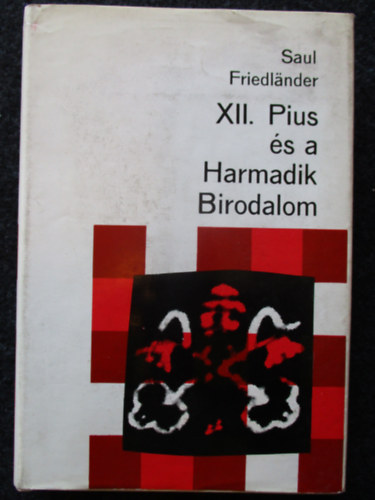 Saul
Friedländer
XII. Pius
és a
Harmadik
Birodalom